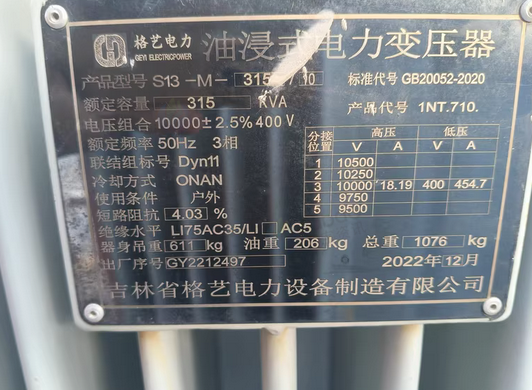 格艺电力
GEYI ELECTRICPOWER
油浸式电力变压器
产品型号 S13-M-315/10 标准代号 GB20052-2020
额定容量 315 KVA 产品代号 1NT.710.
电压组合 10000±2.5% 400 V
额定频率 50Hz 3相
联结组标号 Dyn11
冷却方式 ONAN
使用条件 户外
短路阻抗 4.03 %
绝缘水平 LI75AC35/LI□AC5
分接位置 高压 低压
V A V A
1 10500
2 10250
3 10000 18.19 400 454.7
4 9750
5 9500
器身吊重 611 kg 油重 206 kg 总重 1076 kg
出厂序号 GY2212497 2022年12月
吉林省格艺电力设备制造有限公司